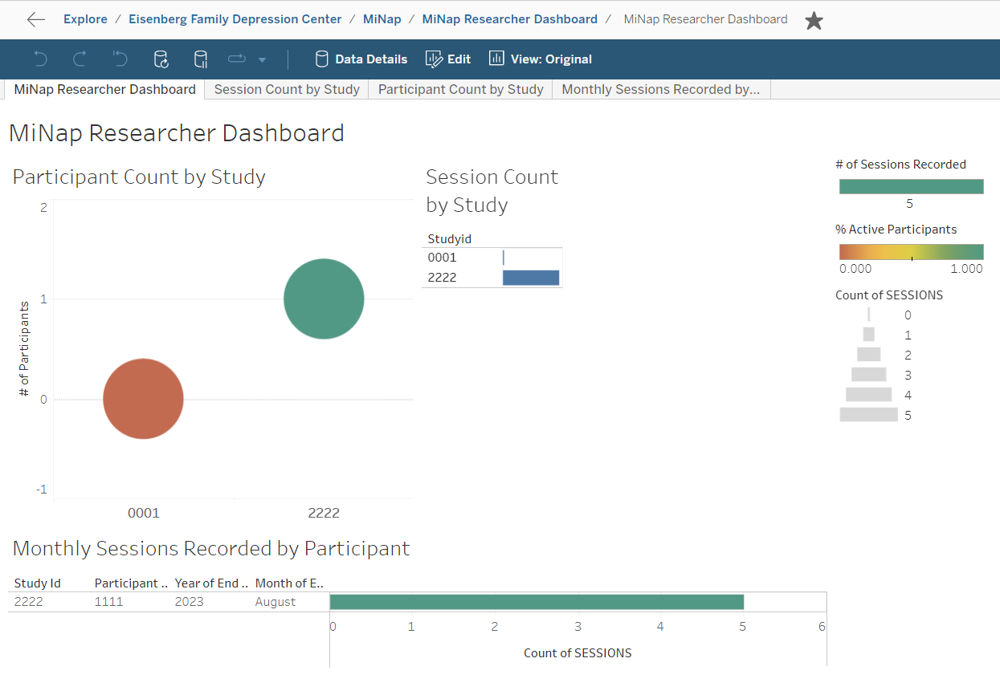 Explore / Eisenberg Family Depression Center / MiNap / MiNap Researcher Dashboard / MiNap Researcher Dashboard
Data Details Edit View: Original
MiNap Researcher Dashboard Session Count by Study Participant Count by Study Monthly Sessions Recorded by...
MiNap Researcher Dashboard
Participant Count by Study
2
1
0
-1
# of Participants
0001 2222
Session Count
by Study
Studyid
0001
2222
# of Sessions Recorded
5
% Active Participants
0.000 1.000
Count of SESSIONS
0
1
2
3
4
5
Monthly Sessions Recorded by Participant
Study Id Participant .. Year of End .. Month of E..
2222 1111 2023 August
0 1 2 3 4 5 6
Count of SESSIONS